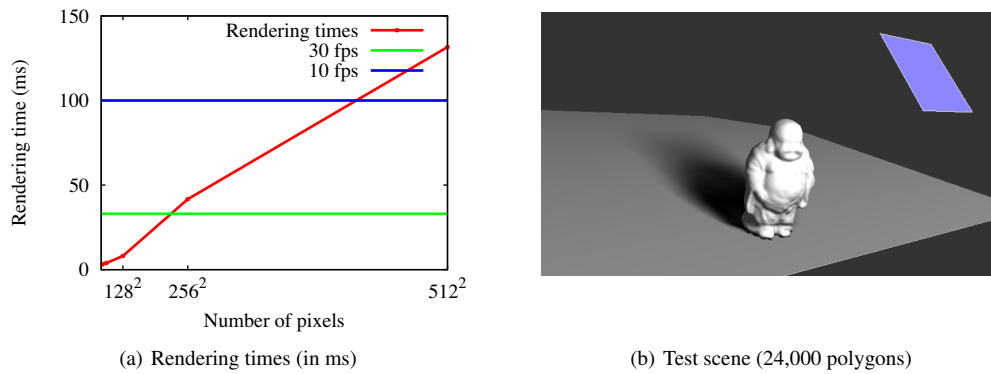 150
100
50
0
Rendering time (ms)
Rendering times
30 fps
10 fps
128²
256²
512²
Number of pixels
(a) Rendering times (in ms)
(b) Test scene (24,000 polygons)